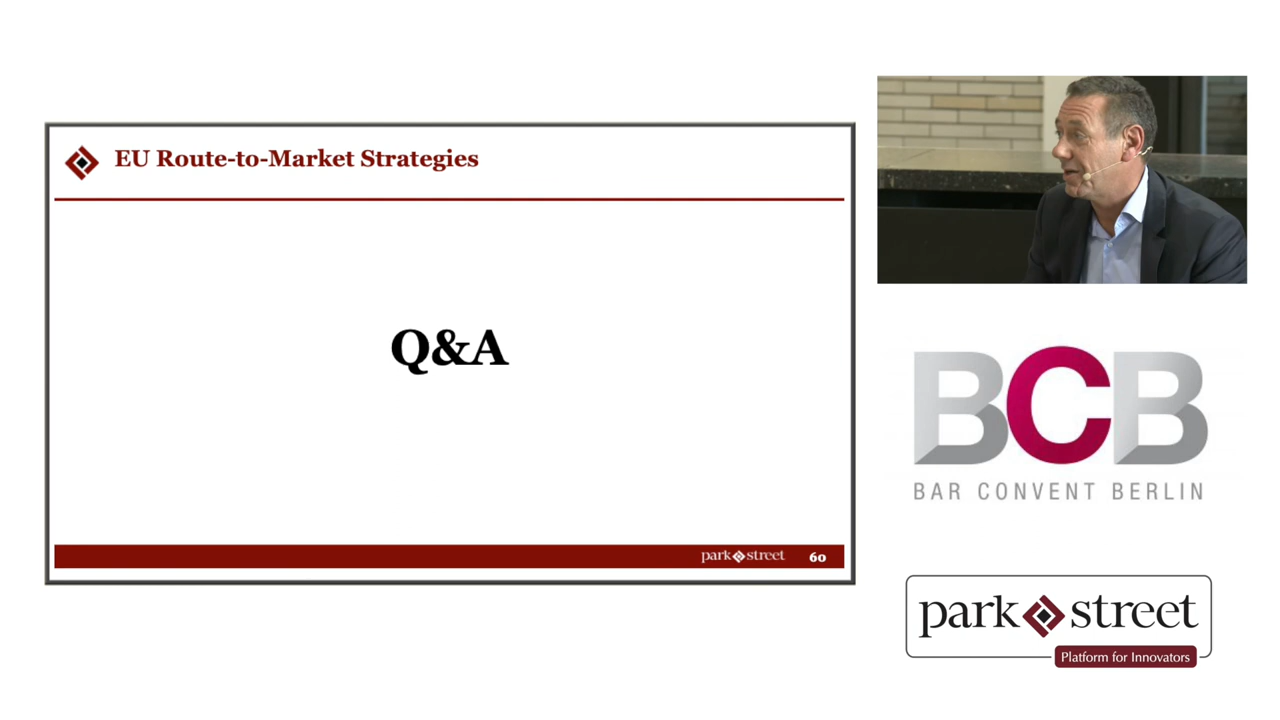 EU Route-to-Market Strategies
Q&A
park street 60
BCB
BAR CONVENT BERLIN
park street
Platform for Innovators